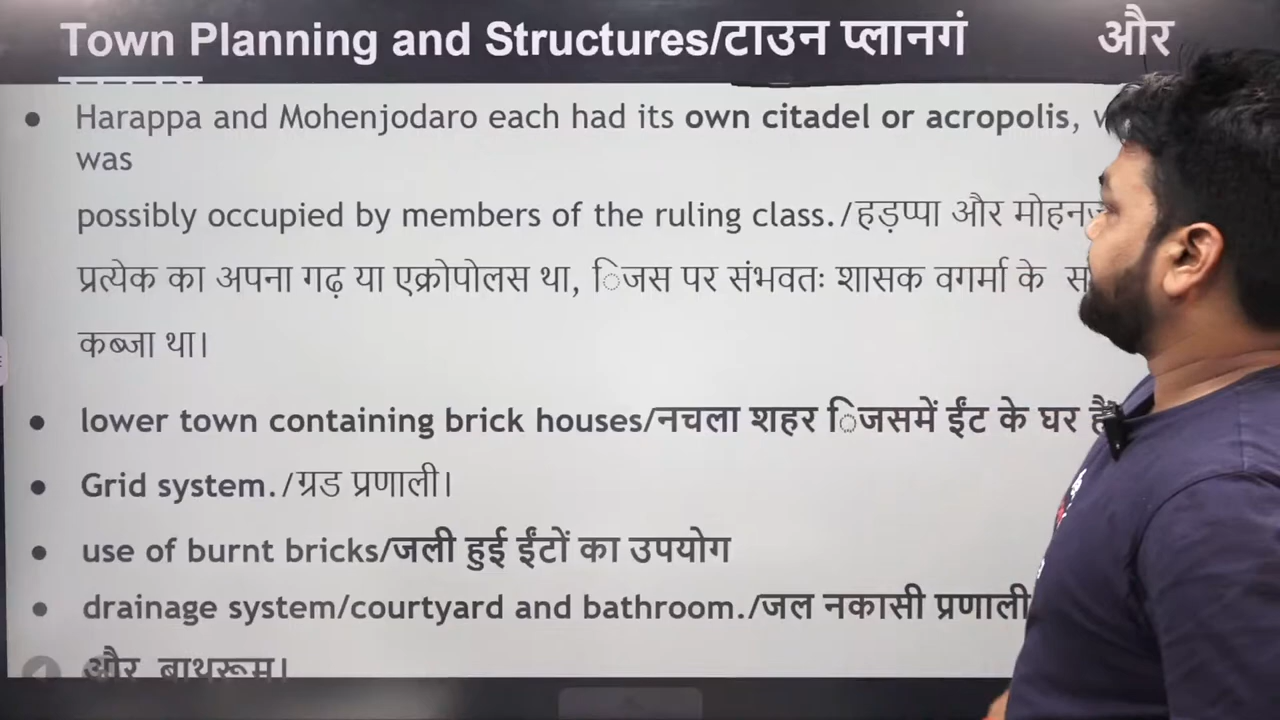 Town Planning and Structures/टाउन प्लानगं और
Harappa and Mohenjodaro each had its own citadel or acropolis,
was
possibly occupied by members of the ruling class./हड़प्पा और
प्रत्येक का अपना गढ़ या एक्रोपोलस था, िजस पर संभवतः शासक वगर्मा के
कब्जा था।
lower town containing brick houses/नचला शहर िजसमें ईंट के घर हैं
Grid system./ग्रड प्रणाली।
use of burnt bricks/जली हुई ईंटों का उपयोग
drainage system/courtyard and bathroom./जल नकासी प्रणाली
और बाथरूम।